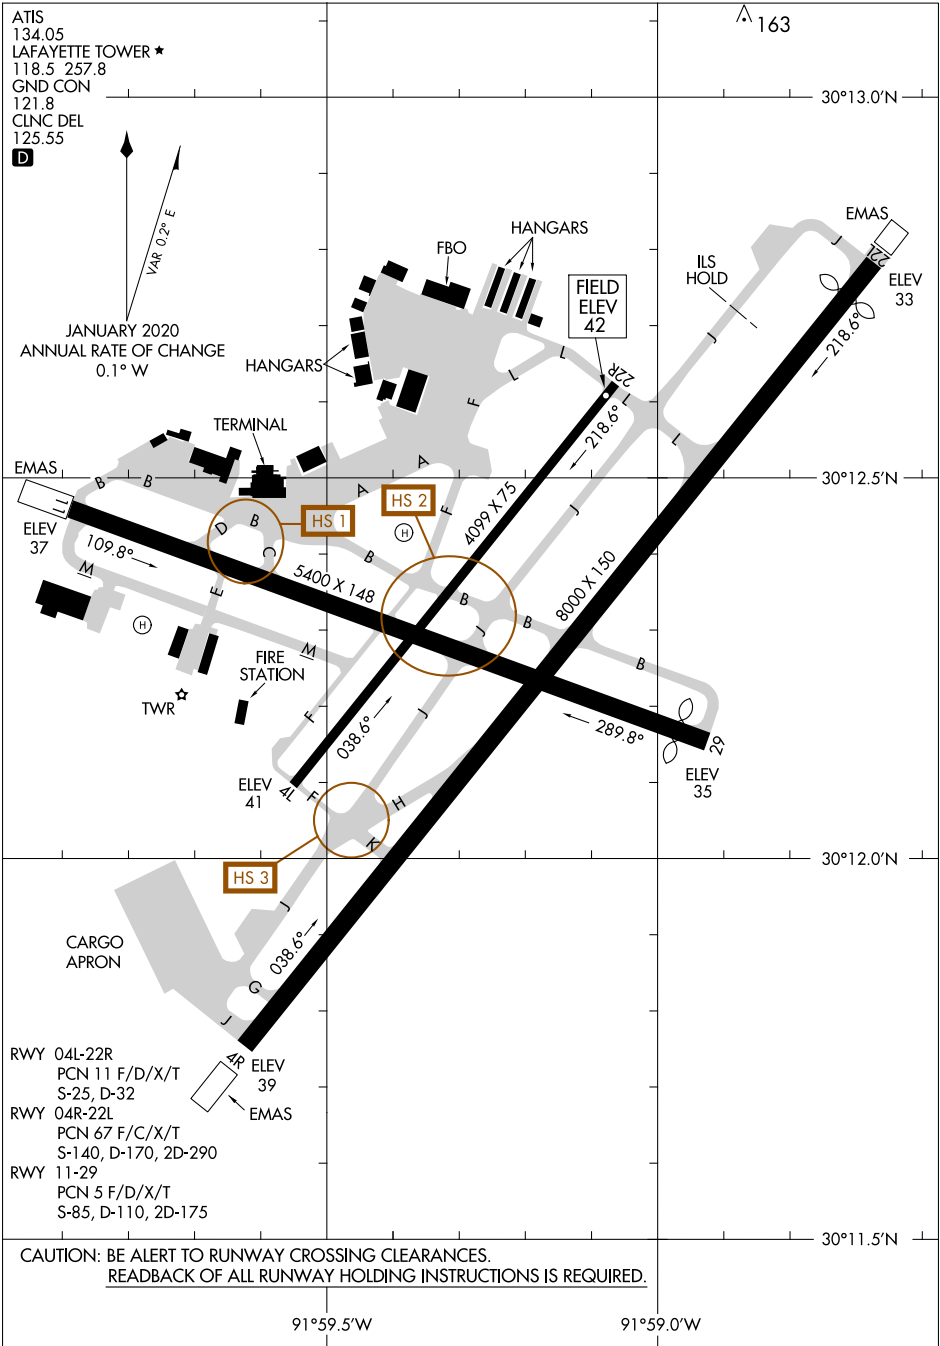 ATIS
134.05
LAFAYETTE TOWER
118.5 257.8
GND CON
121.8
CLNC DEL
125.55
D
163
30°13.0'N
VAR 0.2° E
JANUARY 2020
ANNUAL RATE OF CHANGE
0.1° W
HANGARS
FBO
FIELD
ELEV
42
ILS
HOLD
EMAS
J
22L
ELEV
33
218.6°
J
HANGARS
L
L
F
22R
L
L
218.6°
TERMINAL
EMAS
B
B
A
A
30°12.5'N
11
ELEV
37
109.8°
D
B
C
HS 1
HS 2
H
F
4099 X 75
J
8000 X 150
B
5400 X 148
B
J
B
B
M
E
H
M
FIRE
STATION
TWR
F
038.6°
J
289.8°
29
ELEV
35
ELEV
41
4L
F
H
K
HS 3
30°12.0'N
J
CARGO
APRON
038.6°
G
J
4R
ELEV
39
EMAS
RWY 04L-22R
PCN 11 F/D/X/T
S-25, D-32
RWY 04R-22L
PCN 67 F/C/X/T
S-140, D-170, 2D-290
RWY 11-29
PCN 5 F/D/X/T
S-85, D-110, 2D-175
30°11.5'N
CAUTION: BE ALERT TO RUNWAY CROSSING CLEARANCES.
READBACK OF ALL RUNWAY HOLDING INSTRUCTIONS IS REQUIRED.
91°59.5'W
91°59.0'W